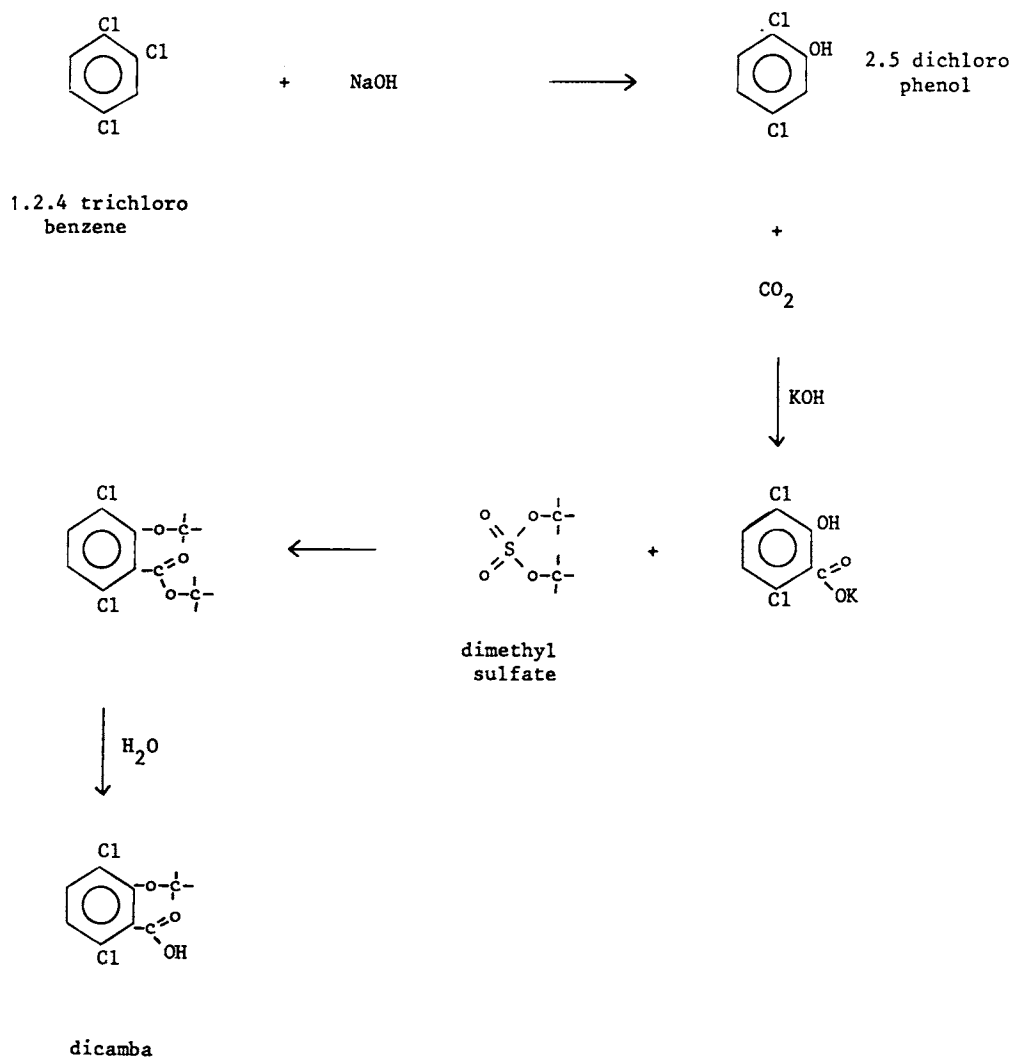 Cl
Cl
Cl
1.2.4 trichloro
benzene
+
NaOH
Cl
OH
Cl
2.5 dichloro
phenol
+
CO2
KOH
Cl
OH
C
O
OK
Cl
+
O
O
S
O-C-
O-C-
dimethyl
sulfate
Cl
-O-C-
-C=O
O-C-
Cl
H2O
Cl
-O-C-
-C=O
OH
Cl
dicamba